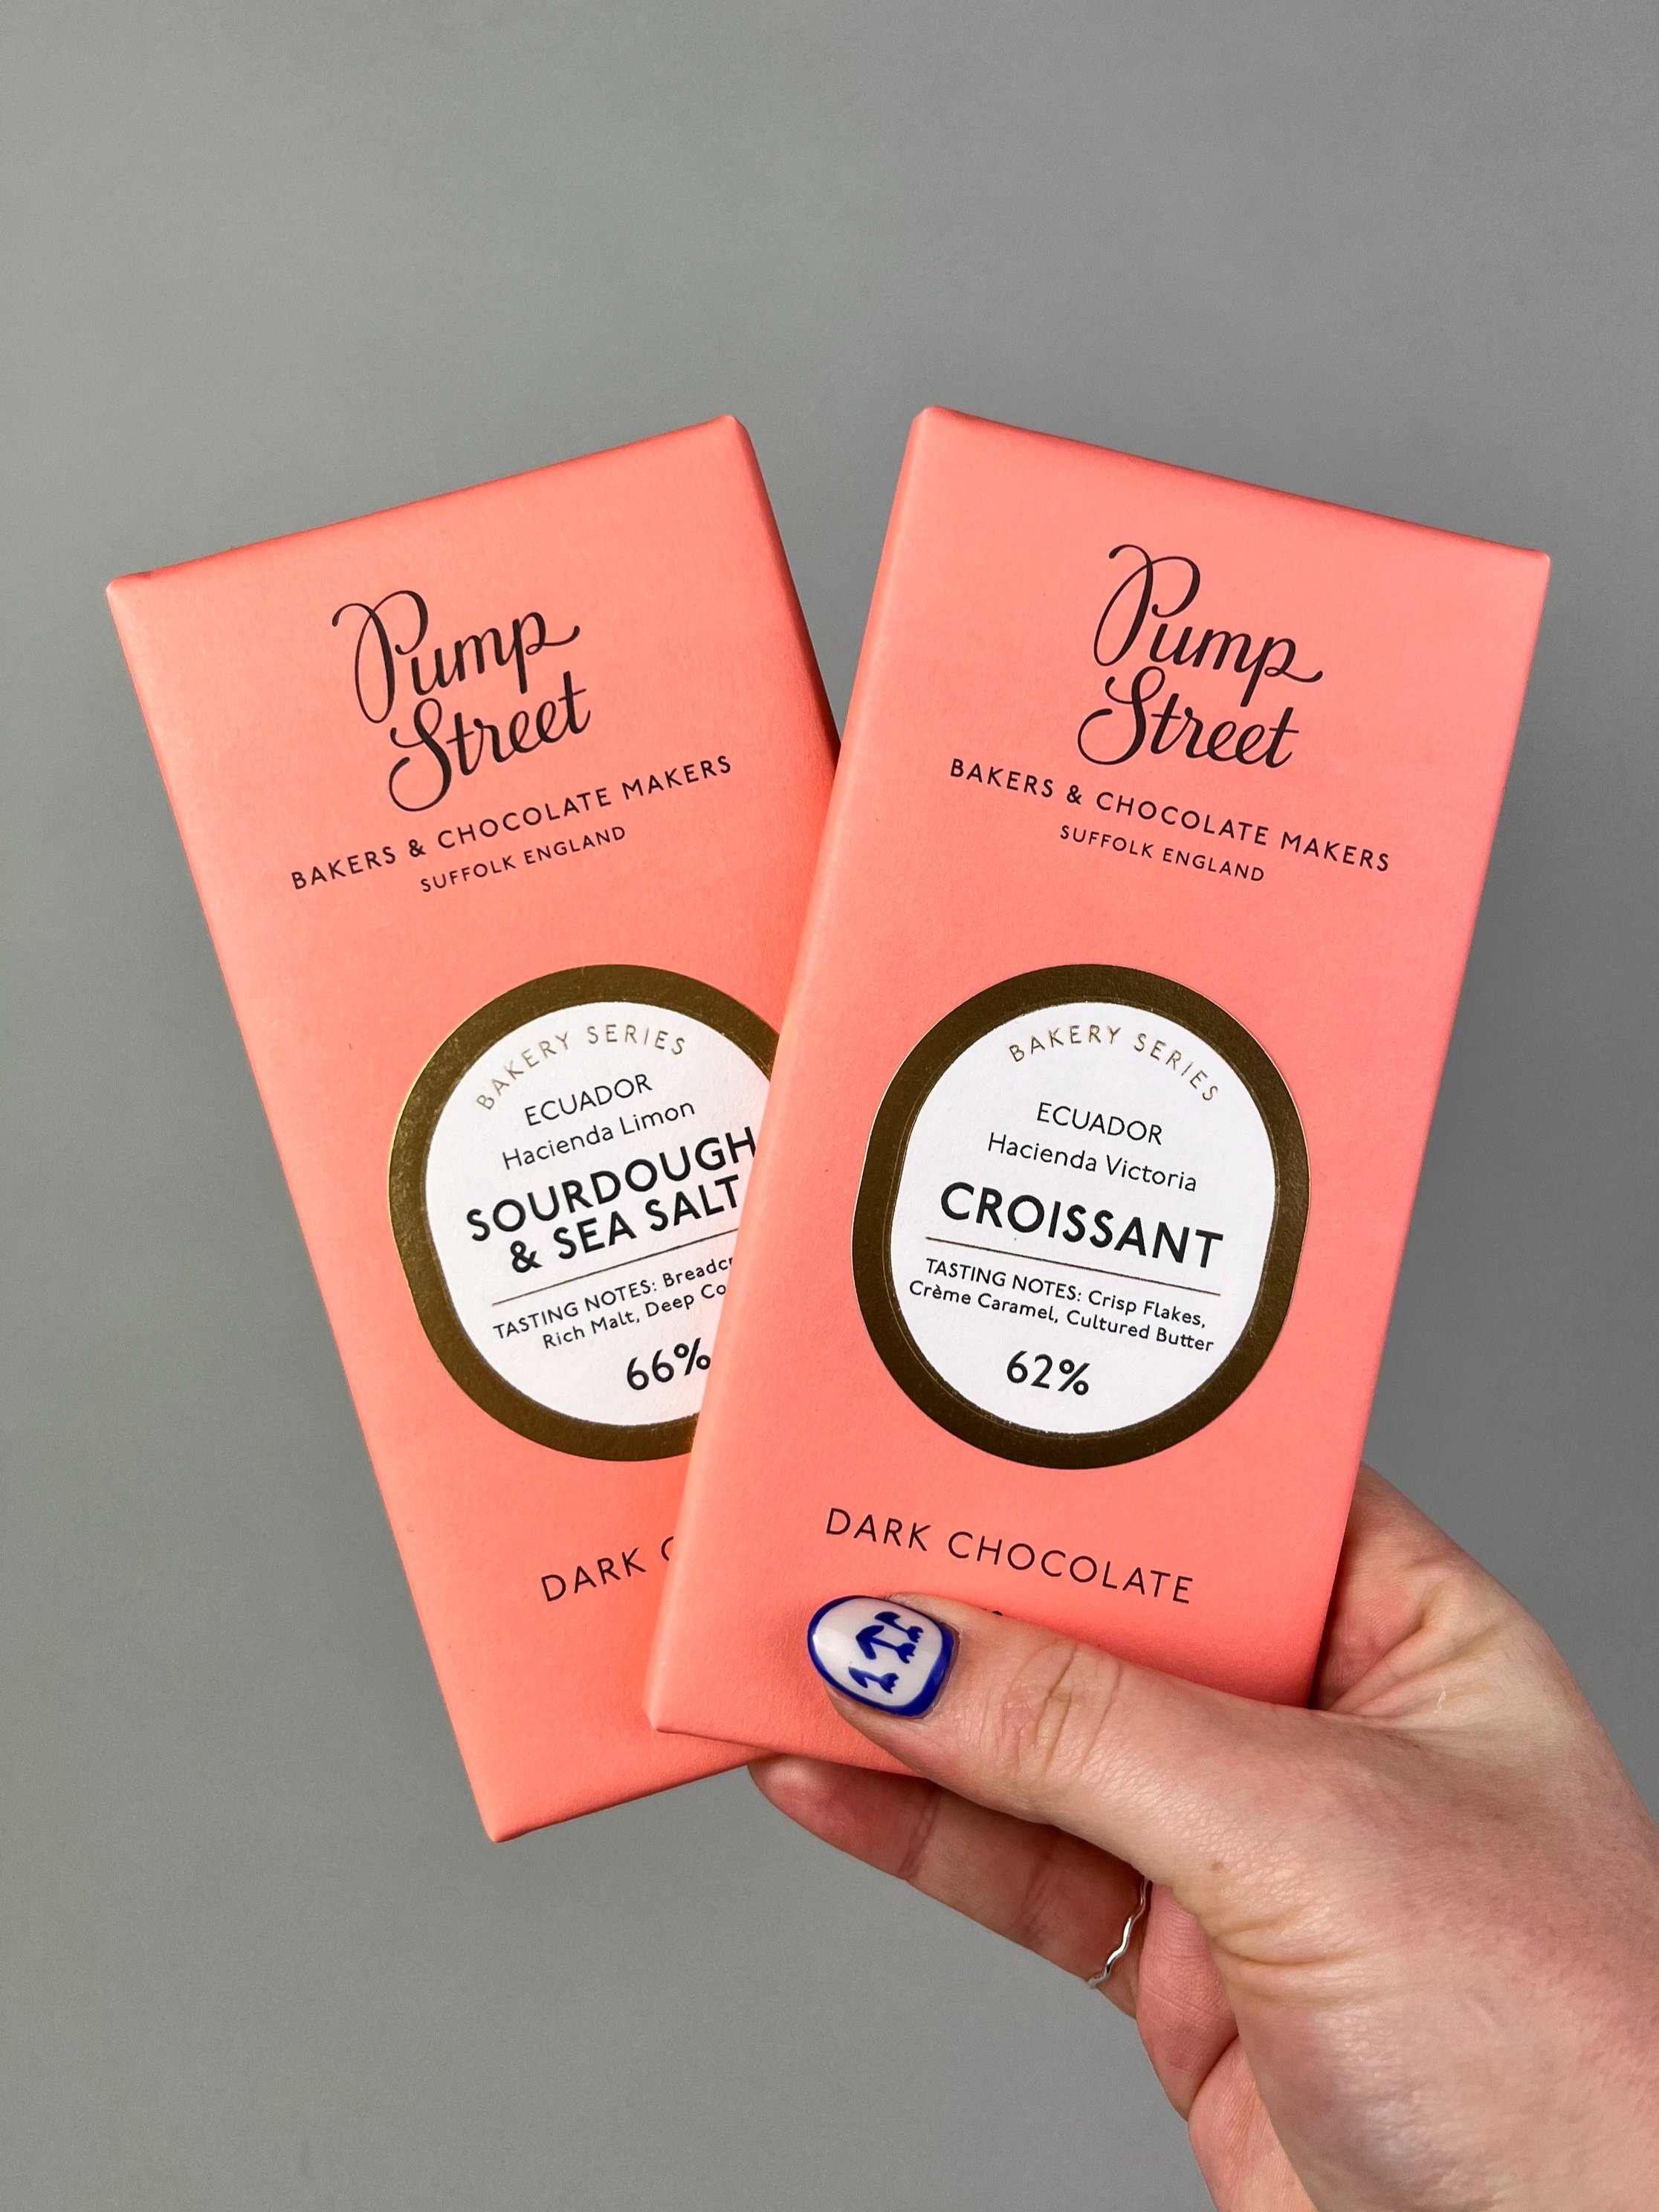 Pump
Street
BAKERS & CHOCOLATE MAKERS
SUFFOLK ENGLAND
BAKERY SERIES
ECUADOR
Hacienda Limon
SOURDOUGH
& SEA SALT
TASTING NOTES:
Rich Malt, Deep
66%
DARK
Pump
Street
BAKERS & CHOCOLATE MAKERS
SUFFOLK ENGLAND
BAKERY SERIES
ECUADOR
Hacienda Victoria
CROISSANT
TASTING NOTES: Crisp Flakes,
Crème Caramel, Cultured Butter
62%
DARK CHOCOLATE